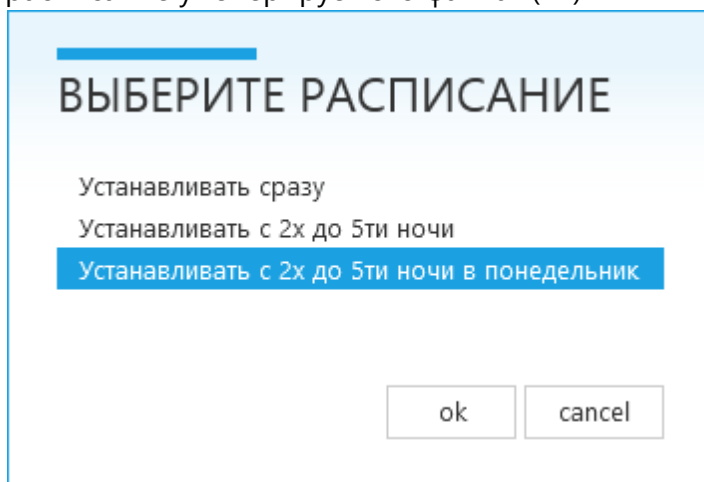 ВЫБЕРИТЕ РАСПИСАНИЕ
Устанавливать сразу
Устанавливать с 2х до 5ти ночи
Устанавливать с 2х до 5ти ночи в понедельник
ok
cancel